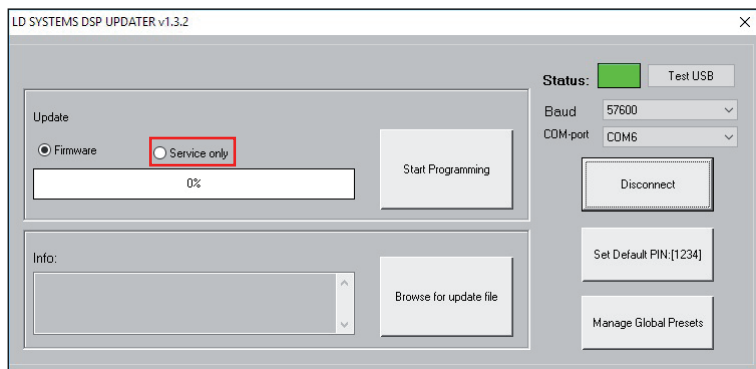 LD SYSTEMS DSP UPDATER v1.3.2
Update
Firmware
Service only
0%
Start Programming
Info:
Browse for update file
Status:
Test USB
Baud
57600
COM-port
COM6
Disconnect
Set Default PIN:[1234]
Manage Global Presets